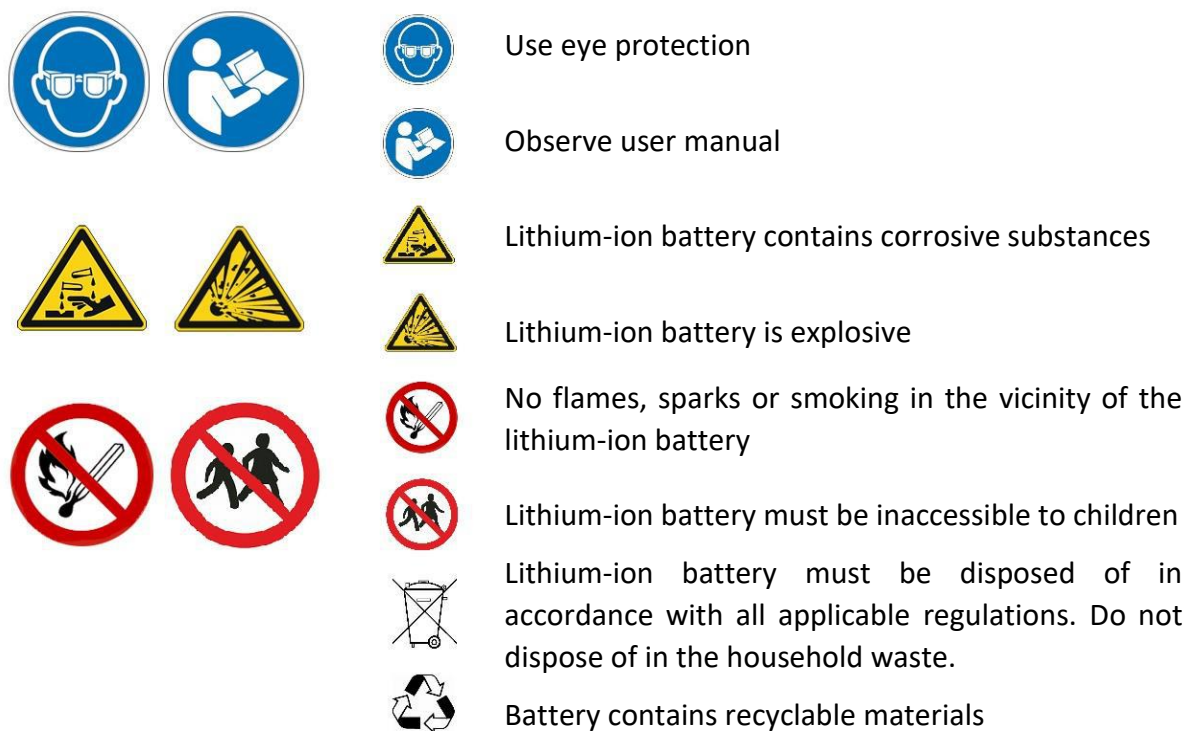 Use eye protection
Observe user manual
Lithium-ion battery contains corrosive substances
Lithium-ion battery is explosive
No flames, sparks or smoking in the vicinity of the
lithium-ion battery
Lithium-ion battery must be inaccessible to children
Lithium-ion battery must be disposed of in
accordance with all applicable regulations. Do not
dispose of in the household waste.
Battery contains recyclable materials